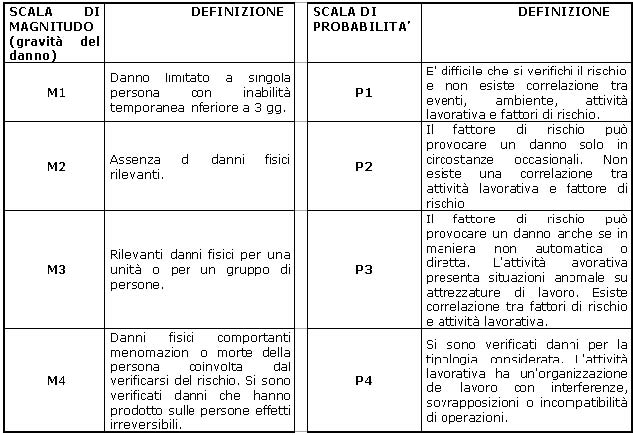 SCALA DI
MAGNITUDO
(gravità del
danno)
DEFINIZIONE
SCALA DI
PROBABILITA'
DEFINIZIONE
M1
Danno limitato a singola
persona con inabilità
temporanea nferiore a 3 gg.
P1
E' difficile che si verifichi il rischio
e non esiste correlazione tra
eventi, ambiente, attività
lavorativa e fattori di rischio.
M2
Assenza d danni fisici
rilevanti.
P2
Il fattore di rischio può
provocare un danno solo in
circostanze occasionali. Non
esiste una correlazione tra
attività lavorativa e fattore di
rischio
M3
Rilevanti danni fisici per una
unità o per un gruppo di
persone.
P3
Il fattore di rischio può
provocare un danno anche se in
maniera non automatica o
diretta. L'attività avorativa
presenta situazioni anomale su
attrezzature di lavoro. Esiste
correlazione tra fattori di rischio
e attività lavorativa.
M4
Danni fisici comportanti
menomazion o morte della
persona coinvolta dal
verificarsi del rischio. Si sono
verificati danni che hanno
prodotto sulle persone effetti
irreversibili.
P4
Si sono verificati danni per la
tipologia considerata. L'attività
lavorativa ha un'organizzazione
de lavoro con interferenze,
sovrapposizioni o incompatibilità
di operazioni.